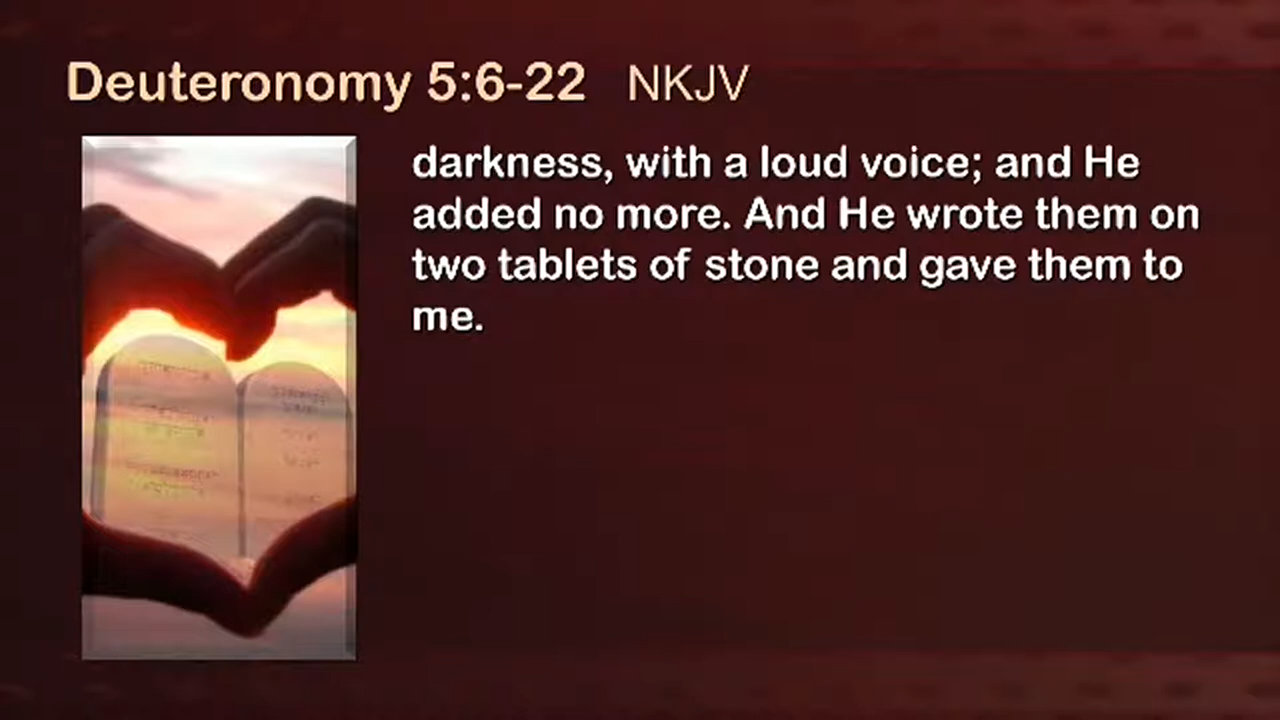 Deuteronomy 5:6-22 NKJV
darkness, with a loud voice; and He
added no more. And He wrote them on
two tablets of stone and gave them to
me.